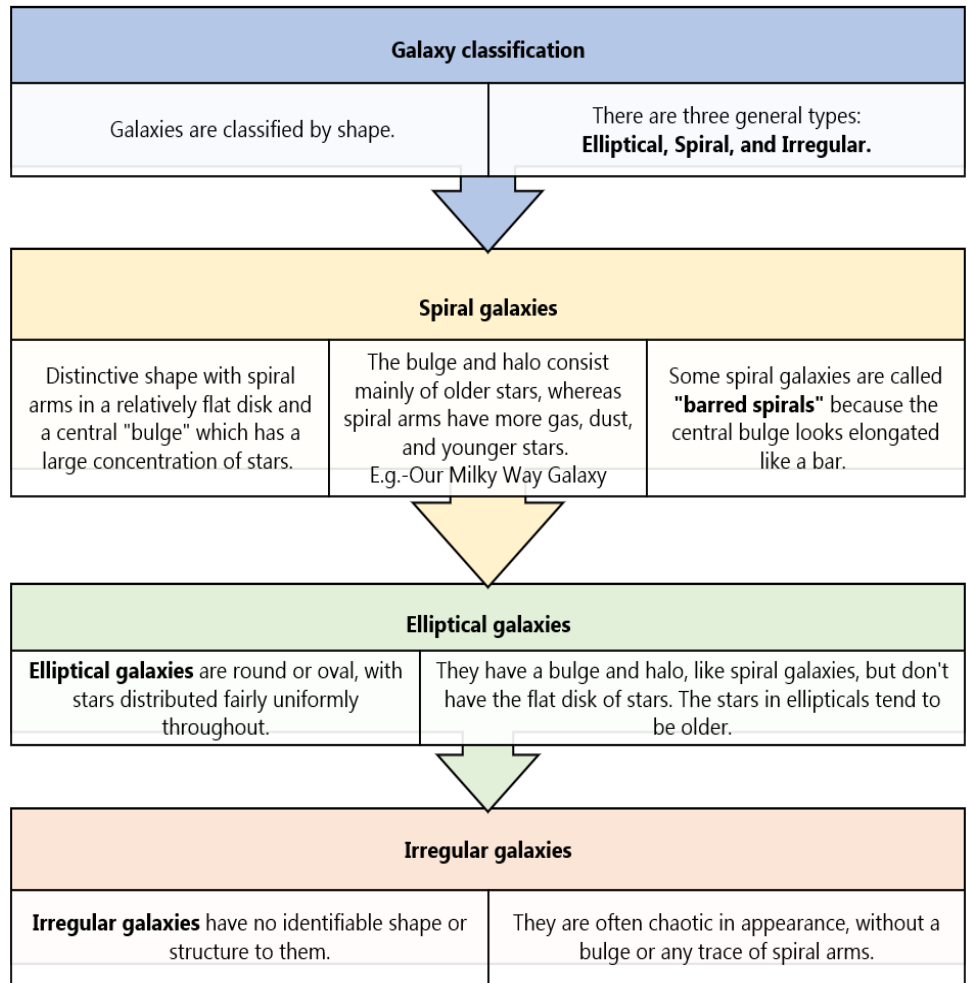 Galaxy classification
Galaxies are classified by shape.
There are three general types:
Elliptical, Spiral, and Irregular.
Spiral galaxies
Distinctive shape with spiral
arms in a relatively flat disk and
a central "bulge" which has a
large concentration of stars.
The bulge and halo consist
mainly of older stars, whereas
spiral arms have more gas, dust,
and younger stars.
E.g.-Our Milky Way Galaxy
Some spiral galaxies are called
"barred spirals" because the
central bulge looks elongated
like a bar.
Elliptical galaxies
Elliptical galaxies are round or oval, with
stars distributed fairly uniformly
throughout.
They have a bulge and halo, like spiral galaxies, but don't
have the flat disk of stars. The stars in ellipticals tend to
be older.
Irregular galaxies
Irregular galaxies have no identifiable shape or
structure to them.
They are often chaotic in appearance, without a
bulge or any trace of spiral arms.